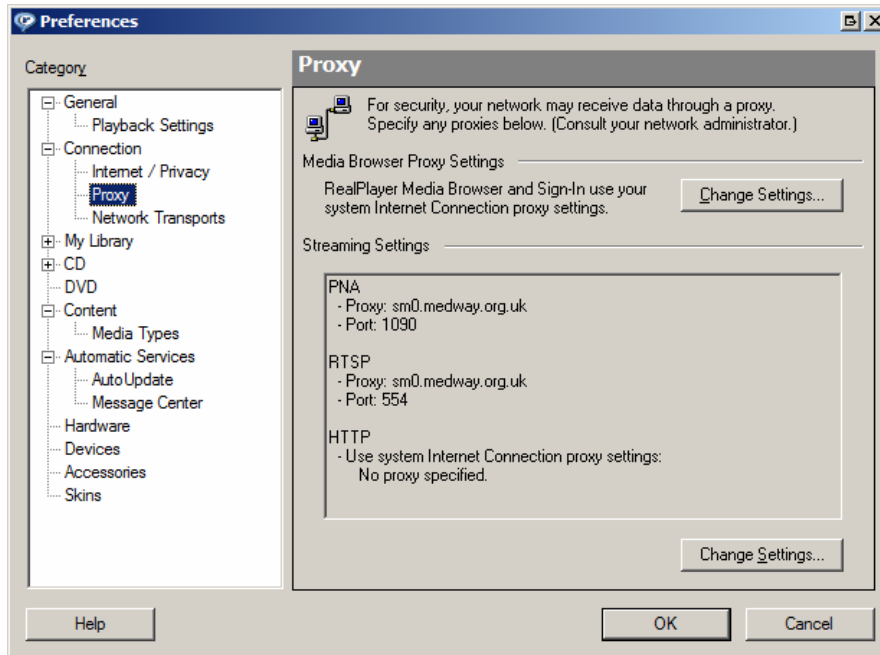 Preferences
Category
General
Playback Settings
Connection
Internet / Privacy
Proxy
Network Transports
My Library
CD
DVD
Content
Media Types
Automatic Services
AutoUpdate
Message Center
Hardware
Devices
Accessories
Skins
Proxy
For security, your network may receive data through a proxy.
Specify any proxies below. (Consult your network administrator.)
Media Browser Proxy Settings
RealPlayer Media Browser and Sign-In use your
system Internet Connection proxy settings.
Change Settings...
Streaming Settings
PNA
- Proxy: sm0.medway.org.uk
- Port: 1090
RTSP
- Proxy: sm0.medway.org.uk
- Port: 554
HTTP
- Use system Internet Connection proxy settings:
No proxy specified.
Change Settings...
Help
OK
Cancel